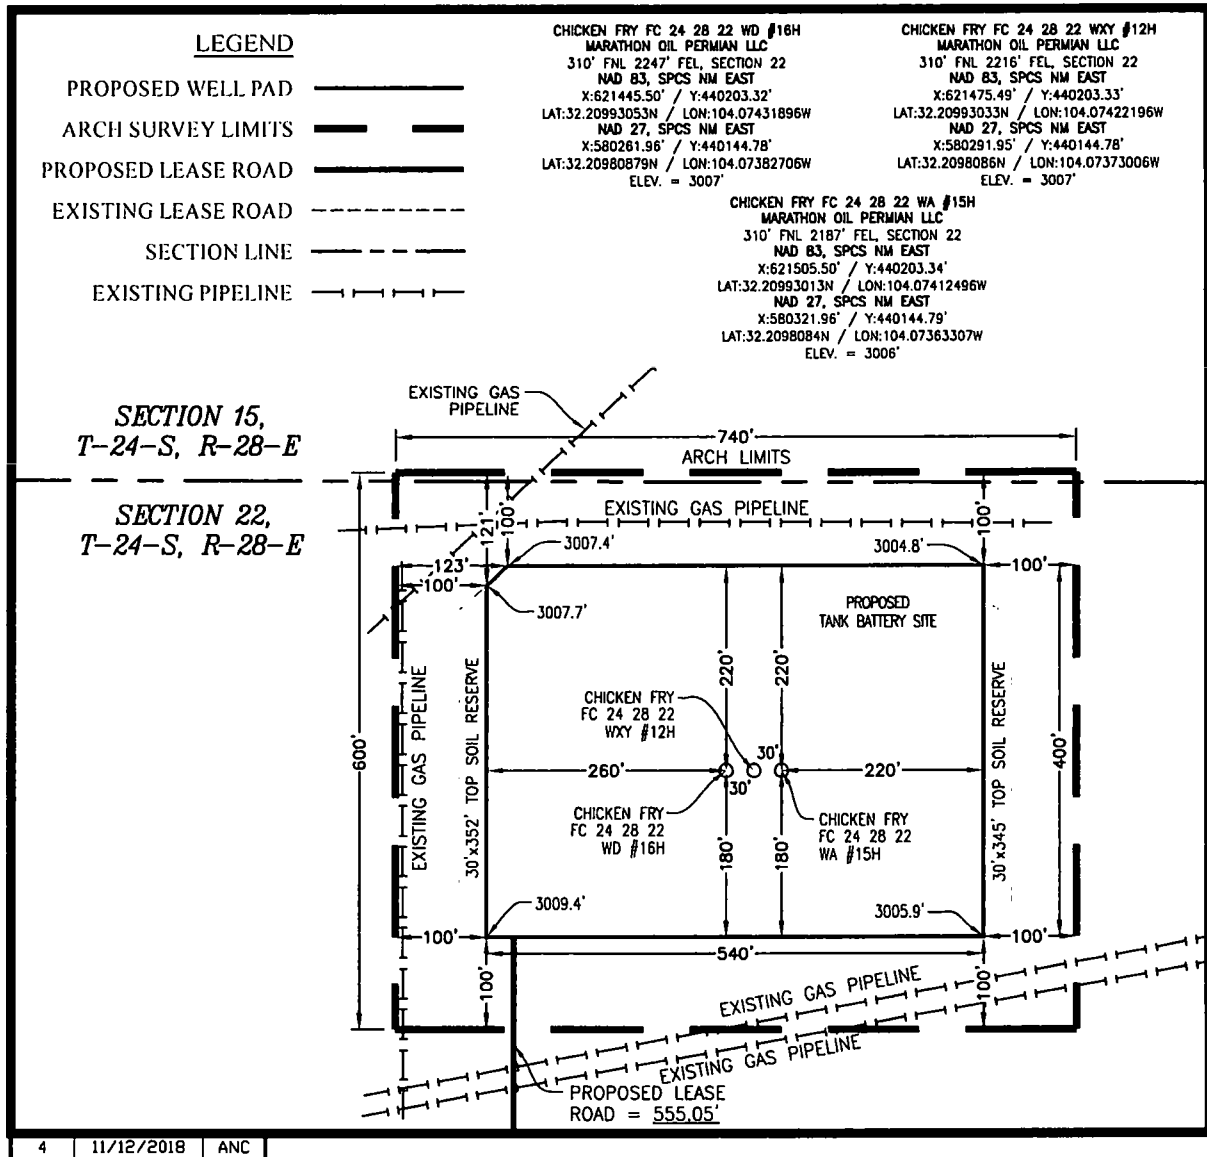 LEGEND
PROPOSED WELL PAD
ARCH SURVEY LIMITS
PROPOSED LEASE ROAD
EXISTING LEASE ROAD
SECTION LINE
EXISTING PIPELINE
CHICKEN FRY FC 24 28 22 WD #16H
MARATHON OIL PERMIAN LLC
310' FNL 2247' FEL, SECTION 22
NAD 83, SPCS NM EAST
X:621445.50' / Y:440203.32'
LAT:32.20993053N / LON:104.07431896W
NAD 27, SPCS NM EAST
X:580261.96' / Y:440144.78'
LAT:32.20980879N / LON:104.07382706W
ELEV. = 3007'
CHICKEN FRY FC 24 28 22 WXY #12H
MARATHON OIL PERMIAN LLC
310' FNL 2216' FEL, SECTION 22
NAD 83, SPCS NM EAST
X:621475.49' / Y:440203.33'
LAT:32.20993033N / LON:104.07422196W
NAD 27, SPCS NM EAST
X:580291.95' / Y:440144.78'
LAT:32.2098086N / LON:104.07373006W
ELEV. = 3007'
CHICKEN FRY FC 24 28 22 WA #15H
MARATHON OIL PERMIAN LLC
310' FNL 2187' FEL, SECTION 22
NAD 83, SPCS NM EAST
X:621505.50' / Y:440203.34'
LAT:32.20993013N / LON:104.07412496W
NAD 27, SPCS NM EAST
X:580321.96' / Y:440144.79'
LAT:32.2098084N / LON:104.07363307W
ELEV. = 3006'
SECTION 15,
T-24-S, R-28-E
SECTION 22,
T-24-S, R-28-E
EXISTING GAS
PIPELINE
740'
ARCH LIMITS
EXISTING GAS PIPELINE
121'
100'
100'
3007.4'
3004.8'
123'
100'
100'
3007.7'
PROPOSED
TANK BATTERY SITE
220'
220'
EXISTING GAS PIPELINE
30'x352' TOP SOIL RESERVE
CHICKEN FRY
FC 24 28 22
WXY #12H
30'x345' TOP SOIL RESERVE
600'
400'
260'
30'
30'
220'
CHICKEN FRY
FC 24 28 22
WD #16H
CHICKEN FRY
FC 24 28 22
WA #15H
180'
180'
3009.4'
3005.9'
100'
100'
540'
100'
100'
EXISTING GAS PIPELINE
EXISTING GAS PIPELINE
PROPOSED LEASE
ROAD = 555.05'
4 11/12/2018 ANC